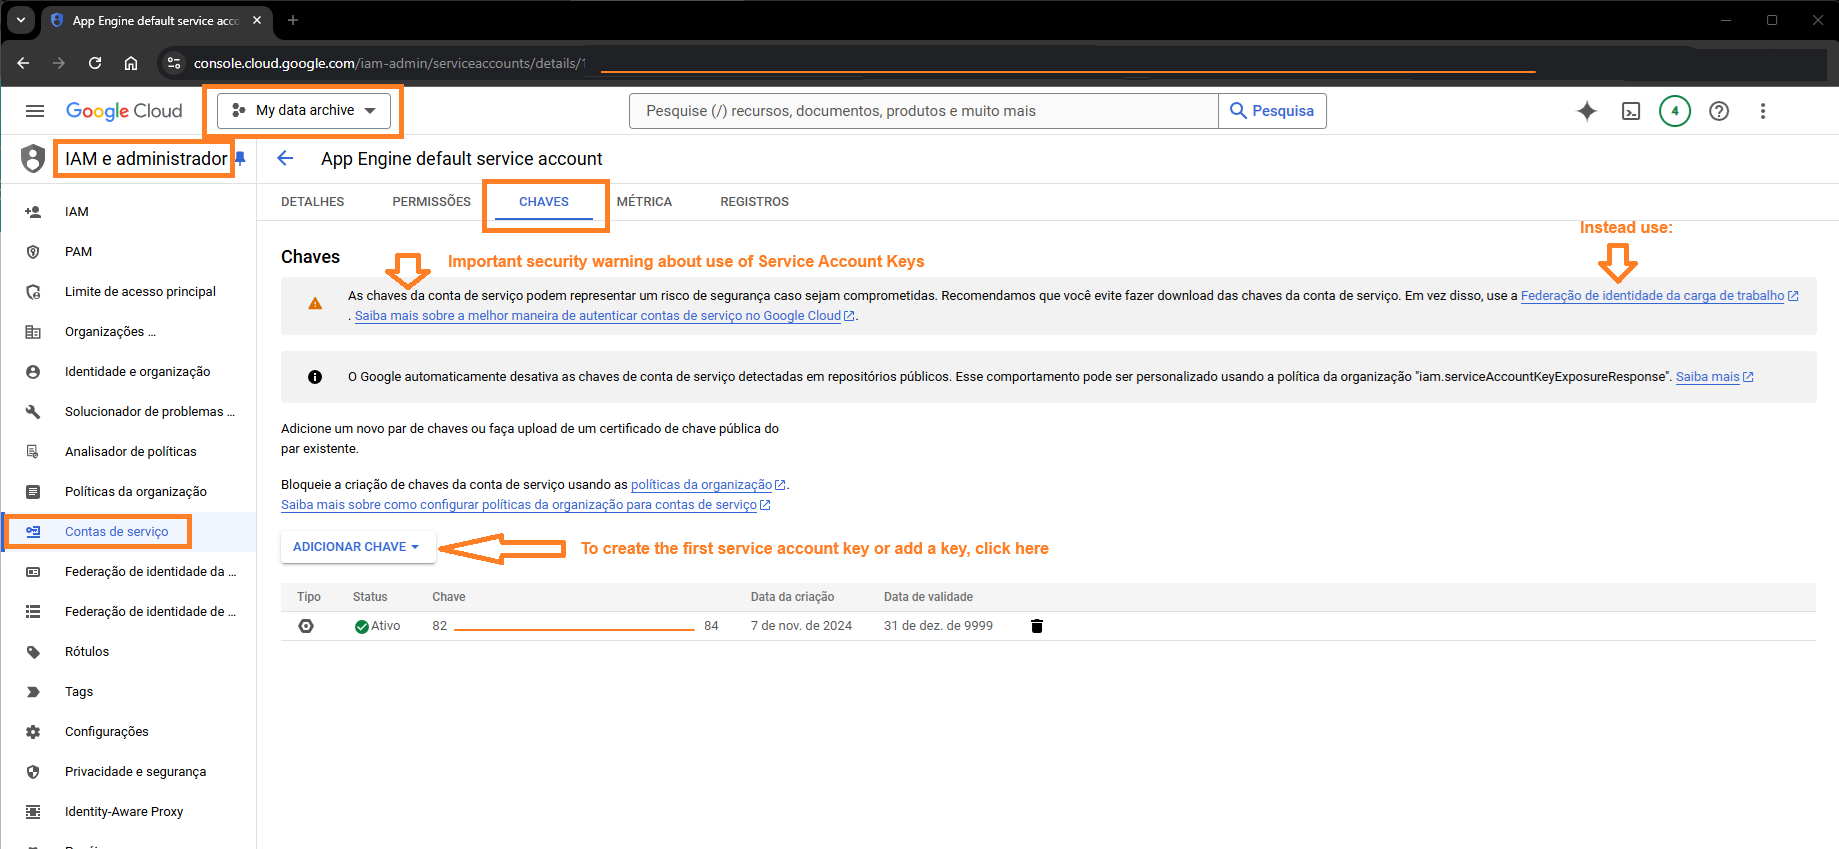 App Engine default service acco
console.cloud.google.com/iam-admin/serviceaccounts/details/1
Google Cloud
My data archive
Pesquise (/) recursos, documentos, produtos e muito mais
Pesquisa
4
IAM e administrador
App Engine default service account
DETALHES
PERMISSÕES
CHAVES
MÉTRICA
REGISTROS
IAM
PAM
Limite de acesso principal
Organizações ...
Identidade e organização
Solucionador de problemas ...
Analisador de políticas
Políticas da organização
Contas de serviço
Federação de identidade da ...
Federação de identidade de ...
Rótulos
Tags
Configurações
Privacidade e segurança
Identity-Aware Proxy
Instead use:
Chaves
Important security warning about use of Service Account Keys
As chaves da conta de serviço podem representar um risco de segurança caso sejam comprometidas. Recomendamos que você evite fazer download das chaves da conta de serviço. Em vez disso, use a Federação de identidade da carga de trabalho
. Saiba mais sobre a melhor maneira de autenticar contas de serviço no Google Cloud.
O Google automaticamente desativa as chaves de conta de serviço detectadas em repositórios públicos. Esse comportamento pode ser personalizado usando a política da organização "iam.serviceAccountKeyExposureResponse". Saiba mais
Adicione um novo par de chaves ou faça upload de um certificado de chave pública do
par existente.
Bloqueie a criação de chaves da conta de serviço usando as políticas da organização.
Saiba mais sobre como configurar políticas da organização para contas de serviço
ADICIONAR CHAVE
To create the first service account key or add a key, click here
Tipo Status Chave Data da criação Data de validade
Ativo 82 84 7 de nov. de 2024 31 de dez. de 9999